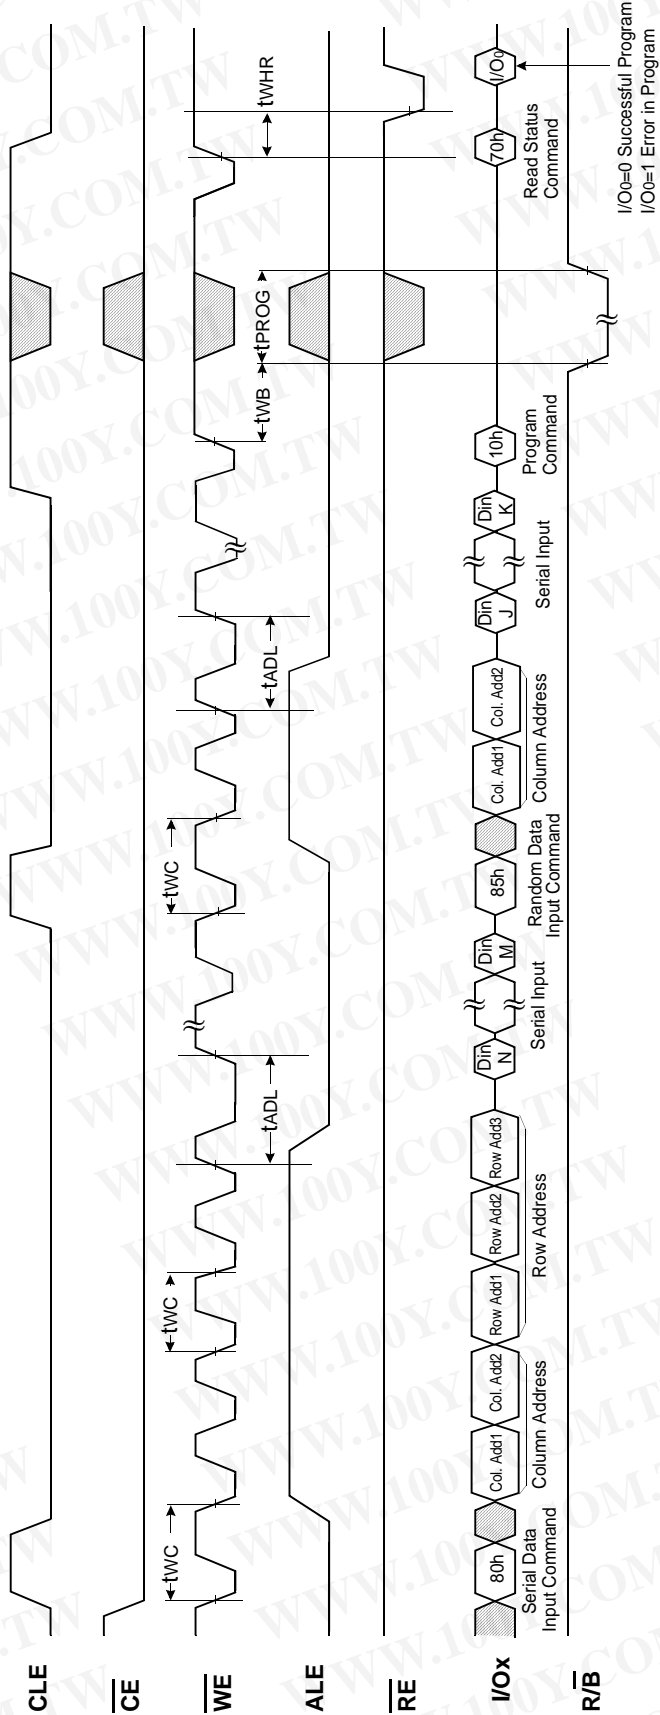 CLE
CE
WE
ALE
RE
I/Ox
R/B
tWC
tWC
tADL
tWC
tADL
tWB
tPROG
tWHR
80h
Col. Add1
Col. Add2
Row Add1
Row Add2
Row Add3
Din
N
Din
M
85h
Col. Add1
Col. Add2
Din
J
Din
K
10h
70h
I/O0
Serial Data
Input Command
Column Address
Row Address
Serial Input
Random Data
Input Command
Column Address
Serial Input
Program
Command
Read Status
Command
I/O0=0 Successful Program
I/O0=1 Error in Program
WWW.100Y.COM.TW